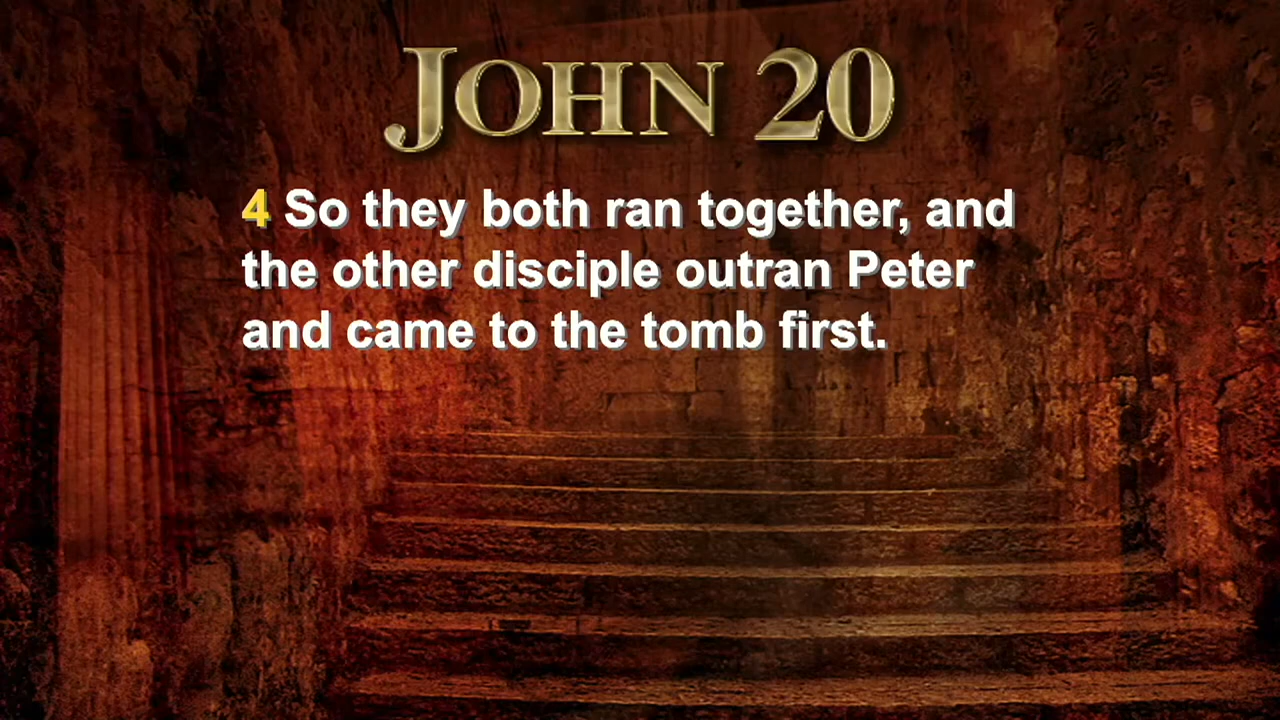 JOHN 20
4 So they both ran together, and
the other disciple outran Peter
and came to the tomb first.